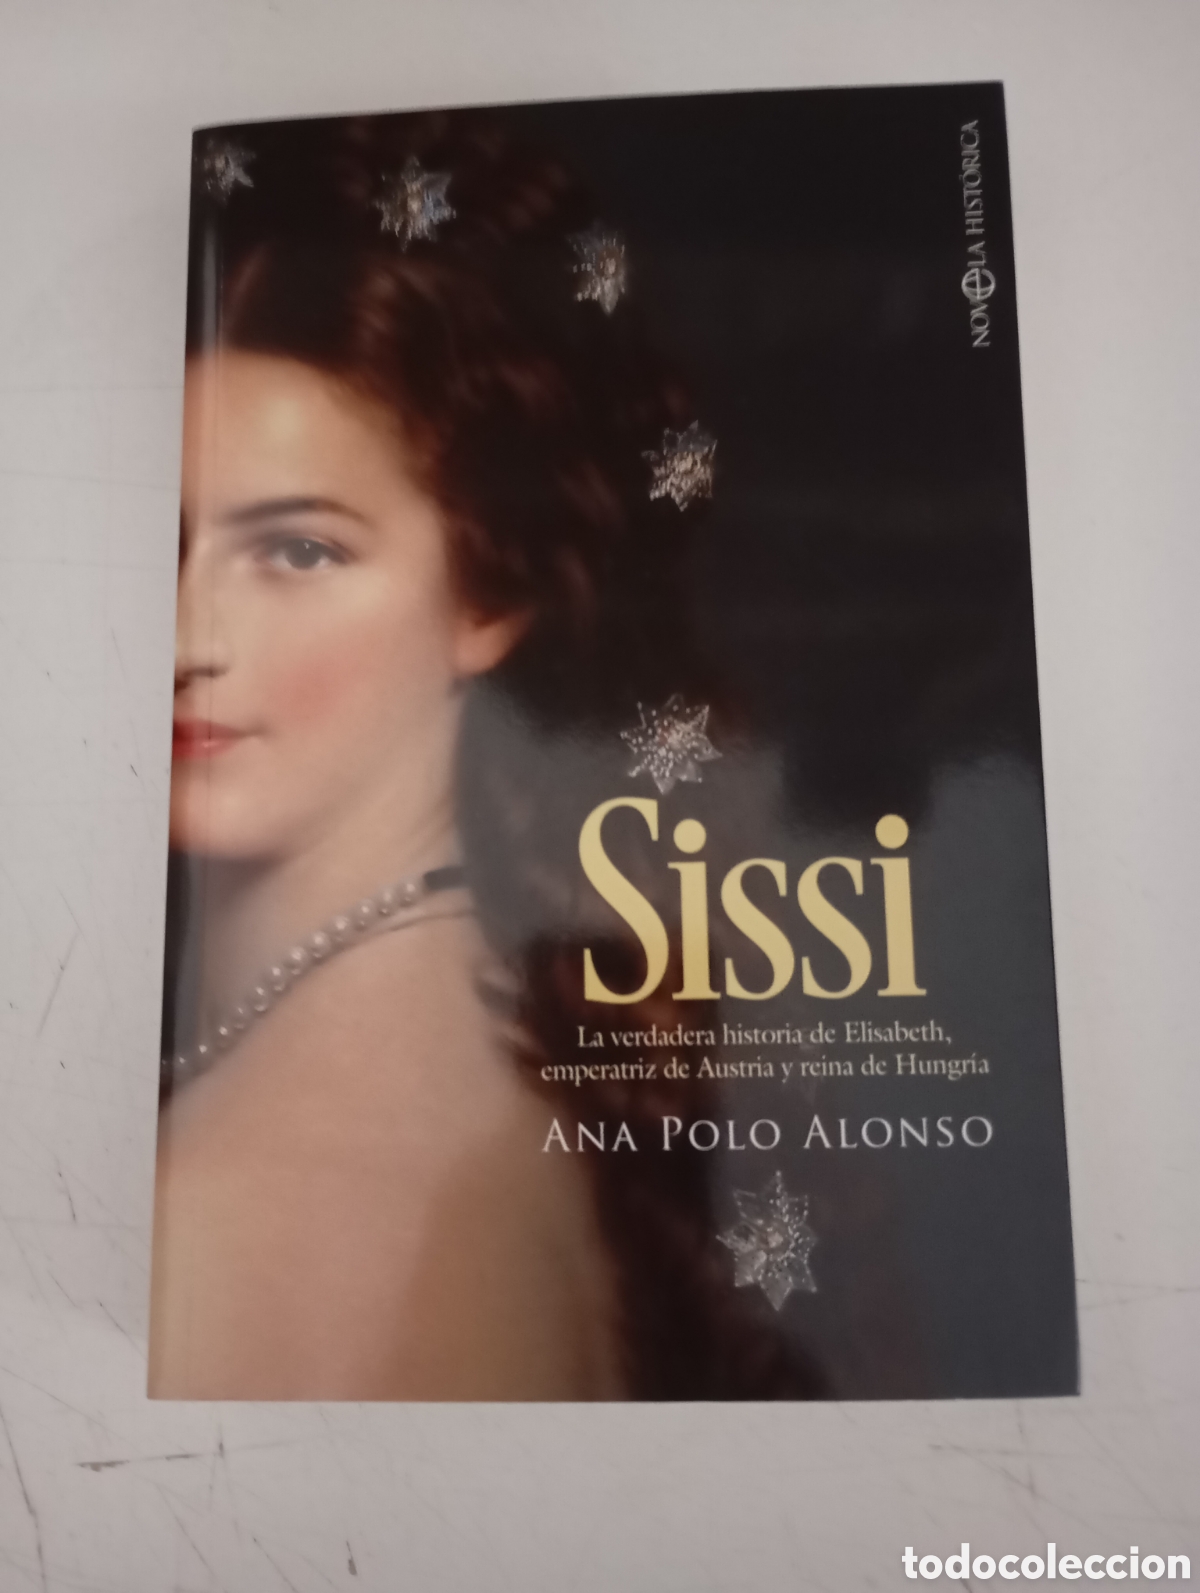 NOVELA HISTÓRICA
Sissi
La verdadera historia de Elisabeth,
emperatriz de Austria y reina de Hungría
ANA POLO ALONSO
todocoleccion